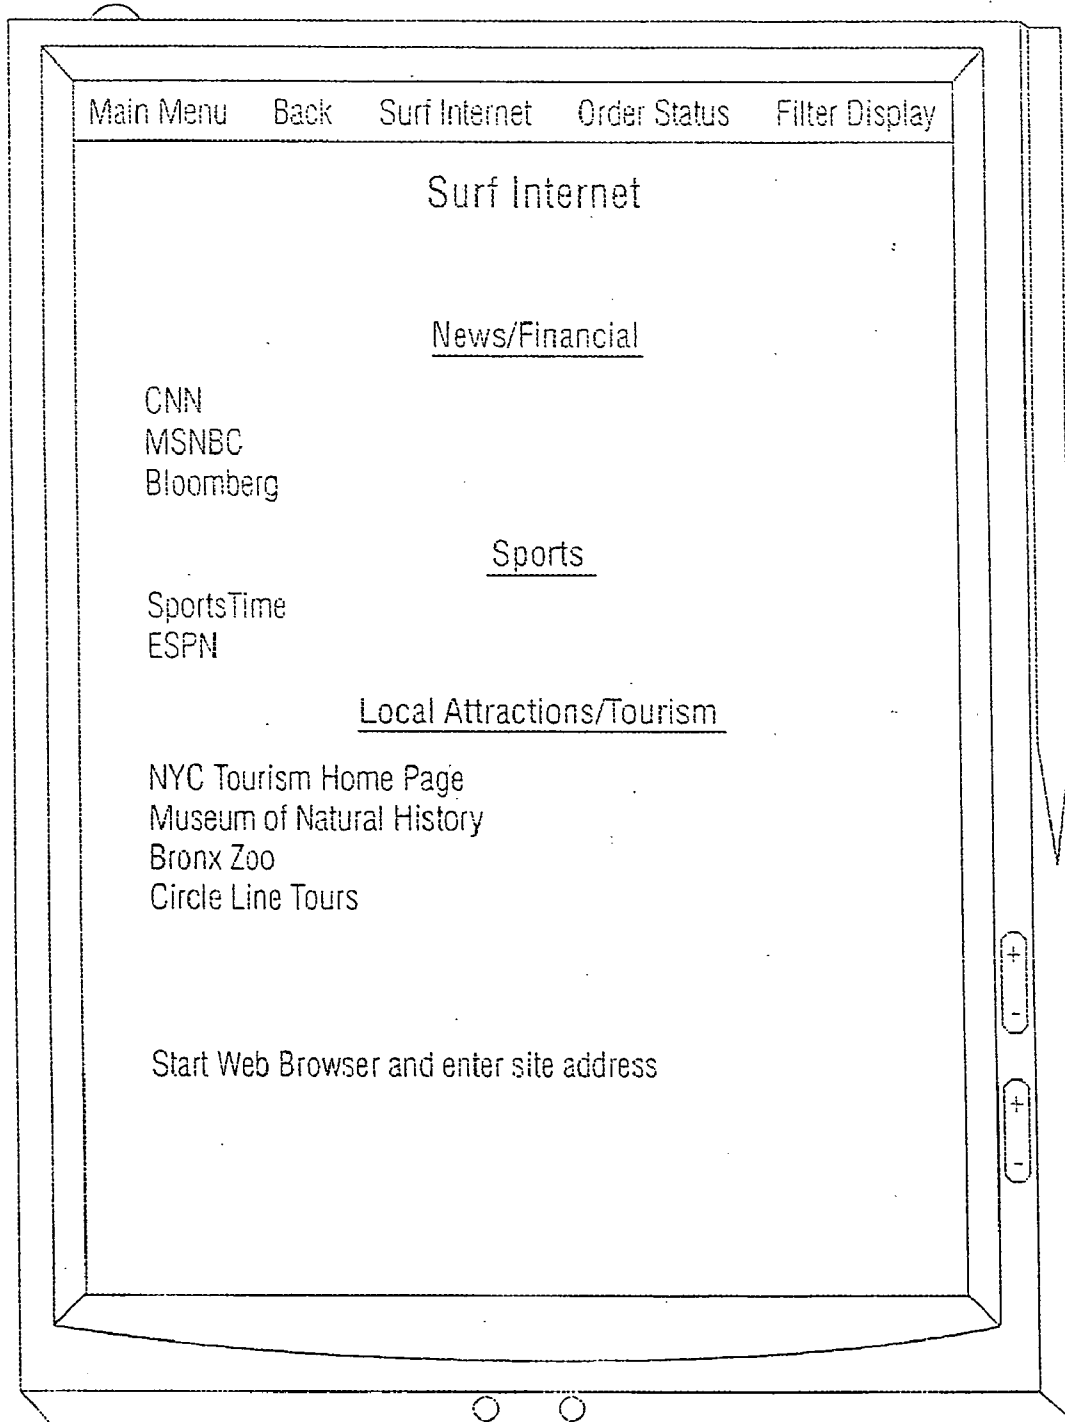 Main Menu Back Surf Internet Order Status Filter Display
Surf Internet
News/Financial
CNN
MSNBC
Bloomberg
Sports
SportsTime
ESPN
Local Attractions/Tourism
NYC Tourism Home Page
Museum of Natural History
Bronx Zoo
Circle Line Tours
+
-
Start Web Browser and enter site address
+
-